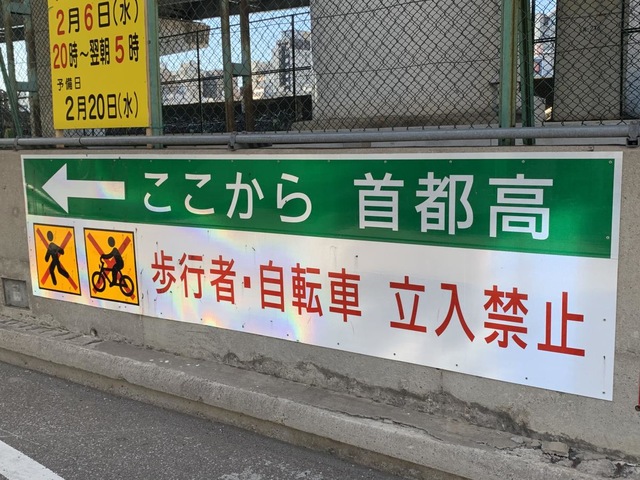 2月6日(水)
20時～翌朝5時
予備日
2月20日(水)
ここから 首都高
歩行者・自転車 立入禁止